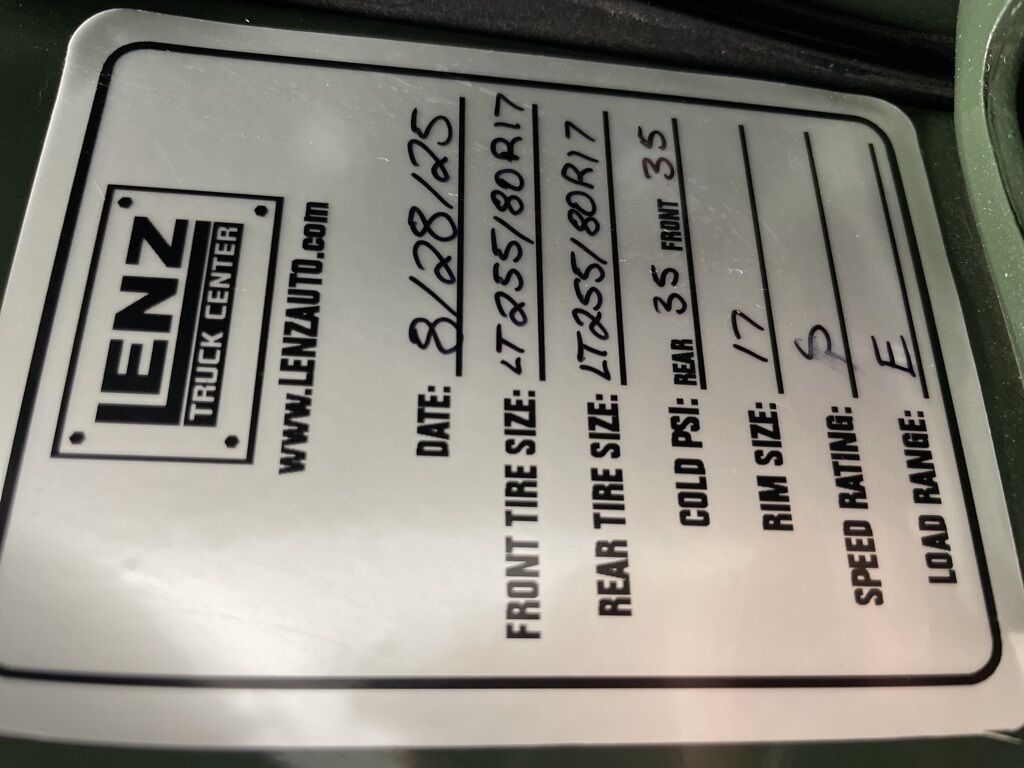 LENZ
TRUCK CENTER
www.LENZAUTO.com
DATE: 8/28/25
FRONT TIRE SIZE: LT255/80R17
REAR TIRE SIZE: LT255/80R17
COLD PSI: REAR 35 FRONT 35
RIM SIZE: 17
SPEED RATING:
LOAD RANGE: E